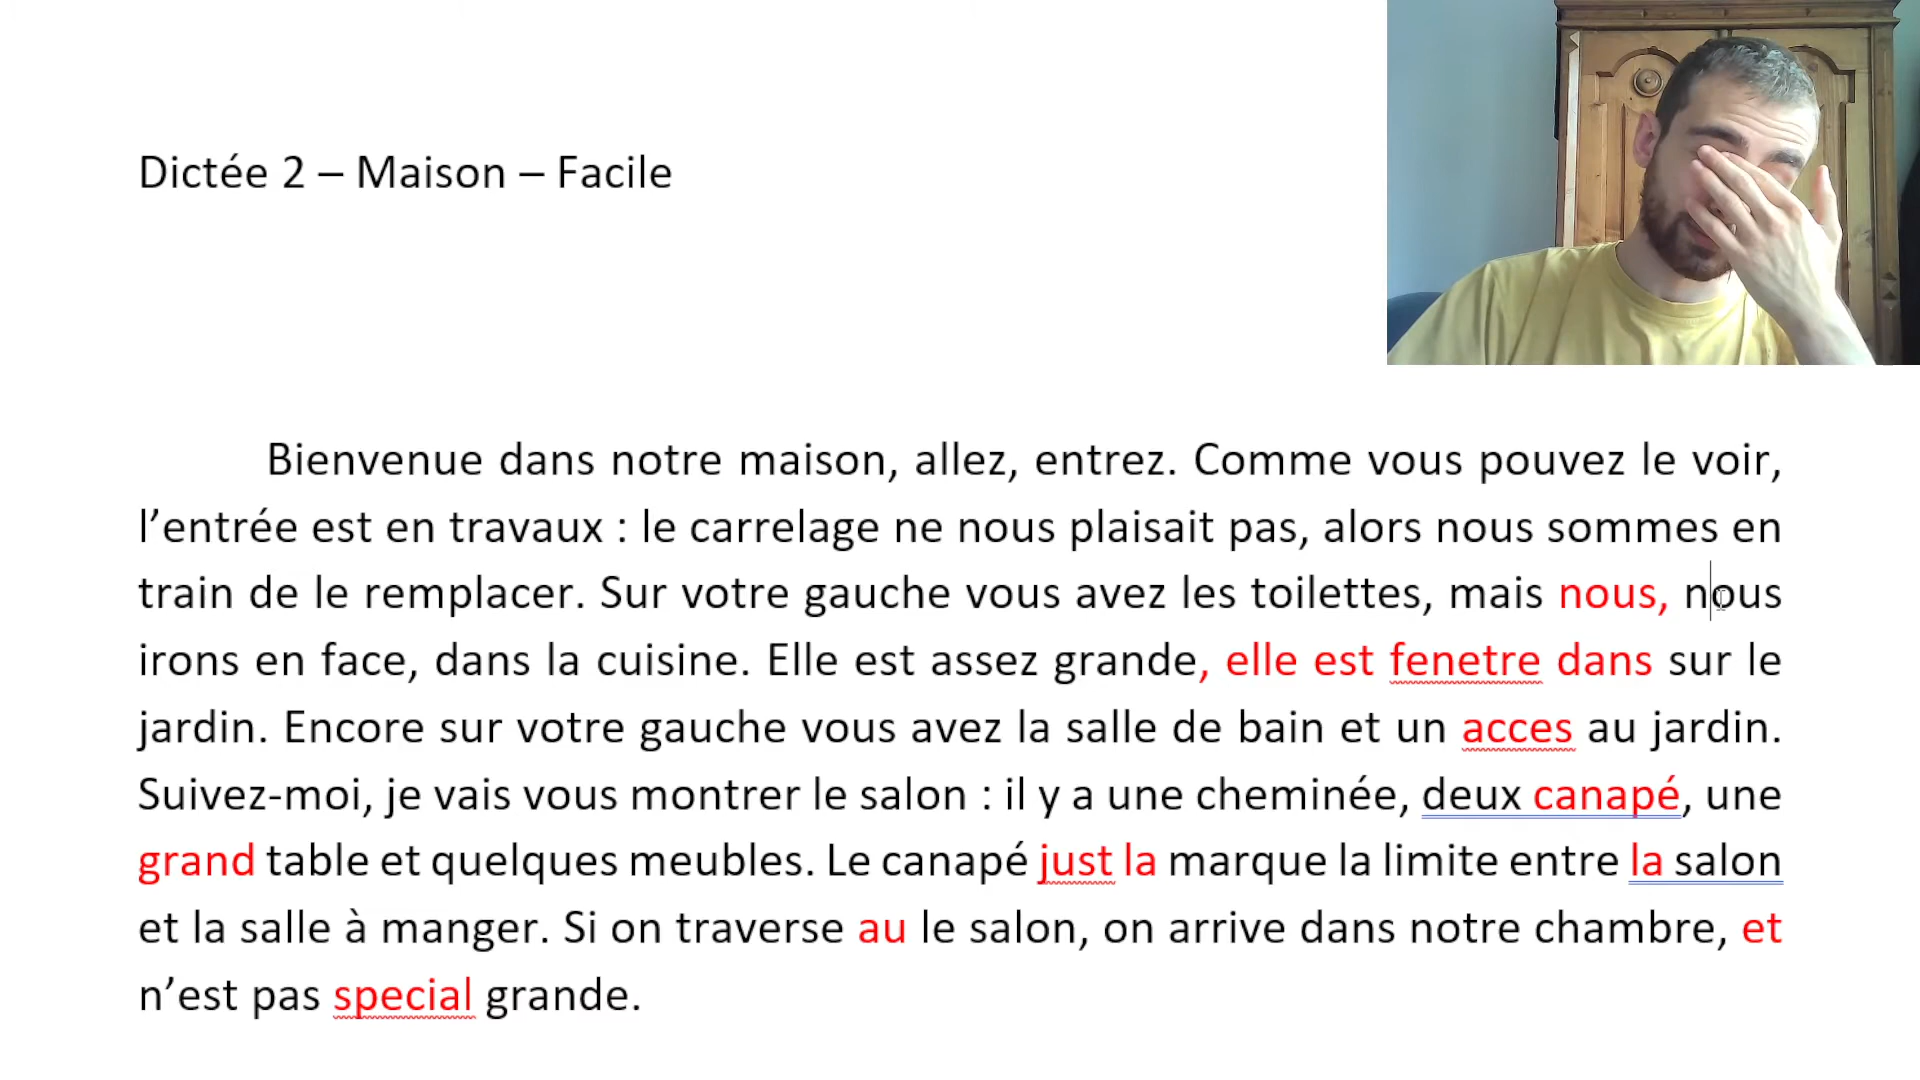 Dictée 2 – Maison – Facile
Bienvenue dans notre maison, allez, entrez. Comme vous pouvez le voir,
l’entrée est en travaux : le carrelage ne nous plaisait pas, alors nous sommes en
train de le remplacer. Sur votre gauche vous avez les toilettes, mais nous, nous
irons en face, dans la cuisine. Elle est assez grande, elle est fenetre dans sur le
jardin. Encore sur votre gauche vous avez la salle de bain et un acces au jardin.
Suivez-moi, je vais vous montrer le salon : il y a une cheminée, deux canapé, une
grand table et quelques meubles. Le canapé just la marque la limite entre la salon
et la salle à manger. Si on traverse au le salon, on arrive dans notre chambre, et
n’est pas special grande.